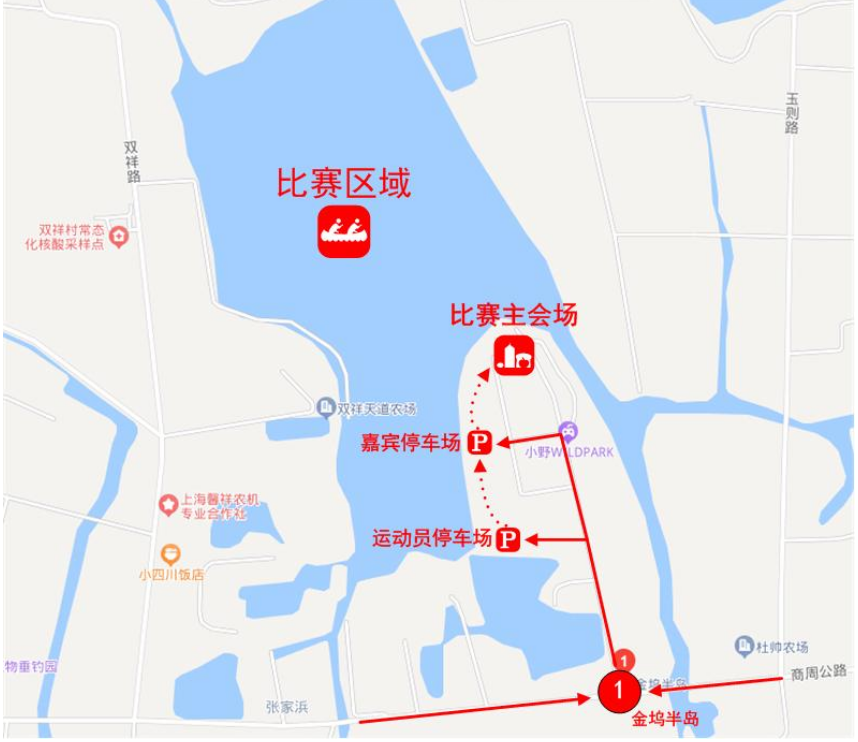 玉则路
双祥路
比赛区域
双祥村常态
化核酸采样点
比赛主会场
双祥天道农场
嘉宾停车场 P
小野WILDPARK
上海馨祥农机
专业合作社
运动员停车场 P
小四川饭店
杜帅农场
物垂钓园
1
商周公路
1
金坞半岛
张家浜
金坞半岛